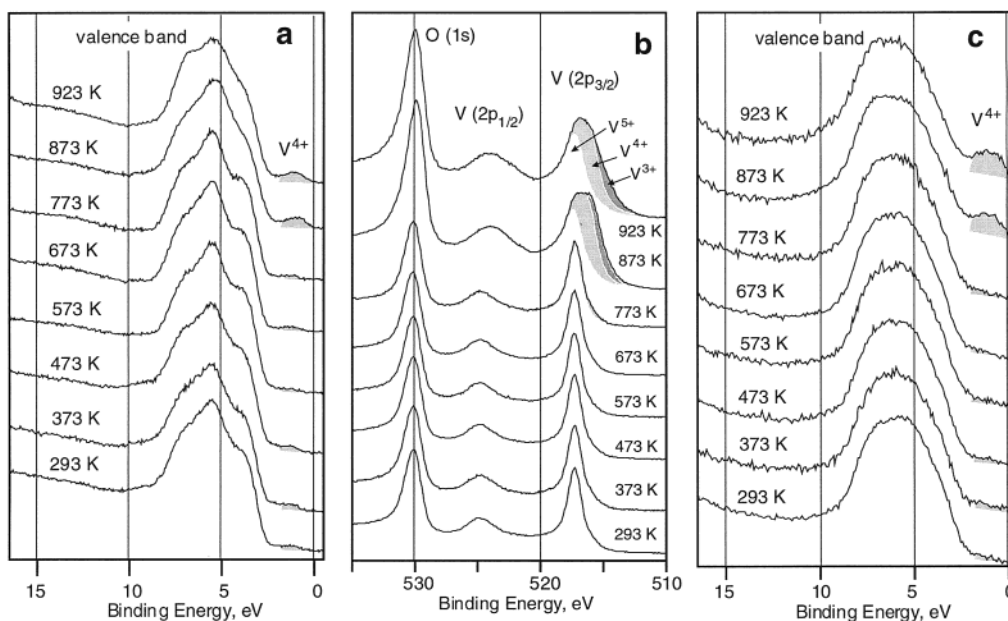 valence band
a
923 K
873 K
V4+
773 K
673 K
573 K
473 K
373 K
293 K
15
10
5
0
Binding Energy, eV
O (1s)
b
V (2p3/2)
V (2p1/2)
V5+
V4+
V3+
923 K
873 K
773 K
673 K
573 K
473 K
373 K
293 K
530
520
510
Binding Energy, eV
valence band
c
923 K
V4+
873 K
773 K
673 K
573 K
473 K
373 K
293 K
15
10
5
0
Binding Energy, eV